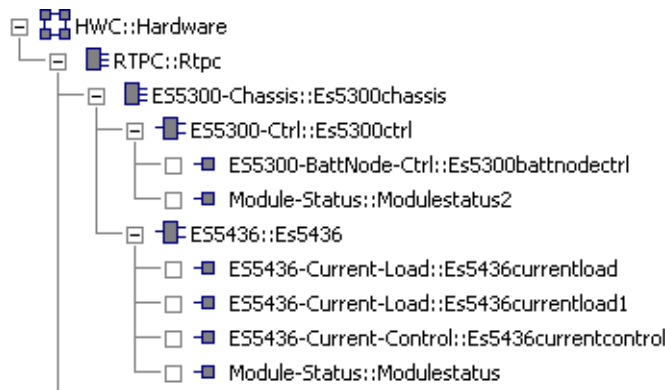 HWC::Hardware
RTPC::Rtpc
ES5300-Chassis::Es5300chassis
ES5300-Ctrl::Es5300ctrl
ES5300-BattNode-Ctrl::Es5300battnodectrl
Module-Status::Modulestatus2
ES5436::Es5436
ES5436-Current-Load::Es5436currentload
ES5436-Current-Load::Es5436currentload1
ES5436-Current-Control::Es5436currentcontrol
Module-Status::Modulestatus